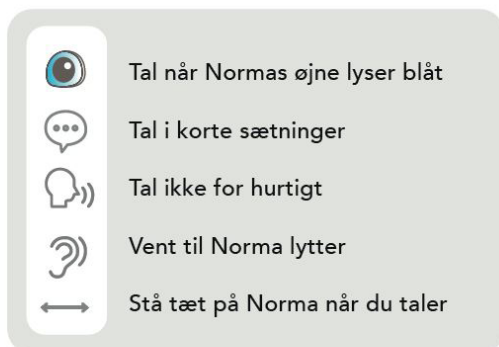 Tal når Normas øjne lyser blåt
Tal i korte sætninger
Tal ikke for hurtigt
Vent til Norma lytter
Stå tæt på Norma når du taler